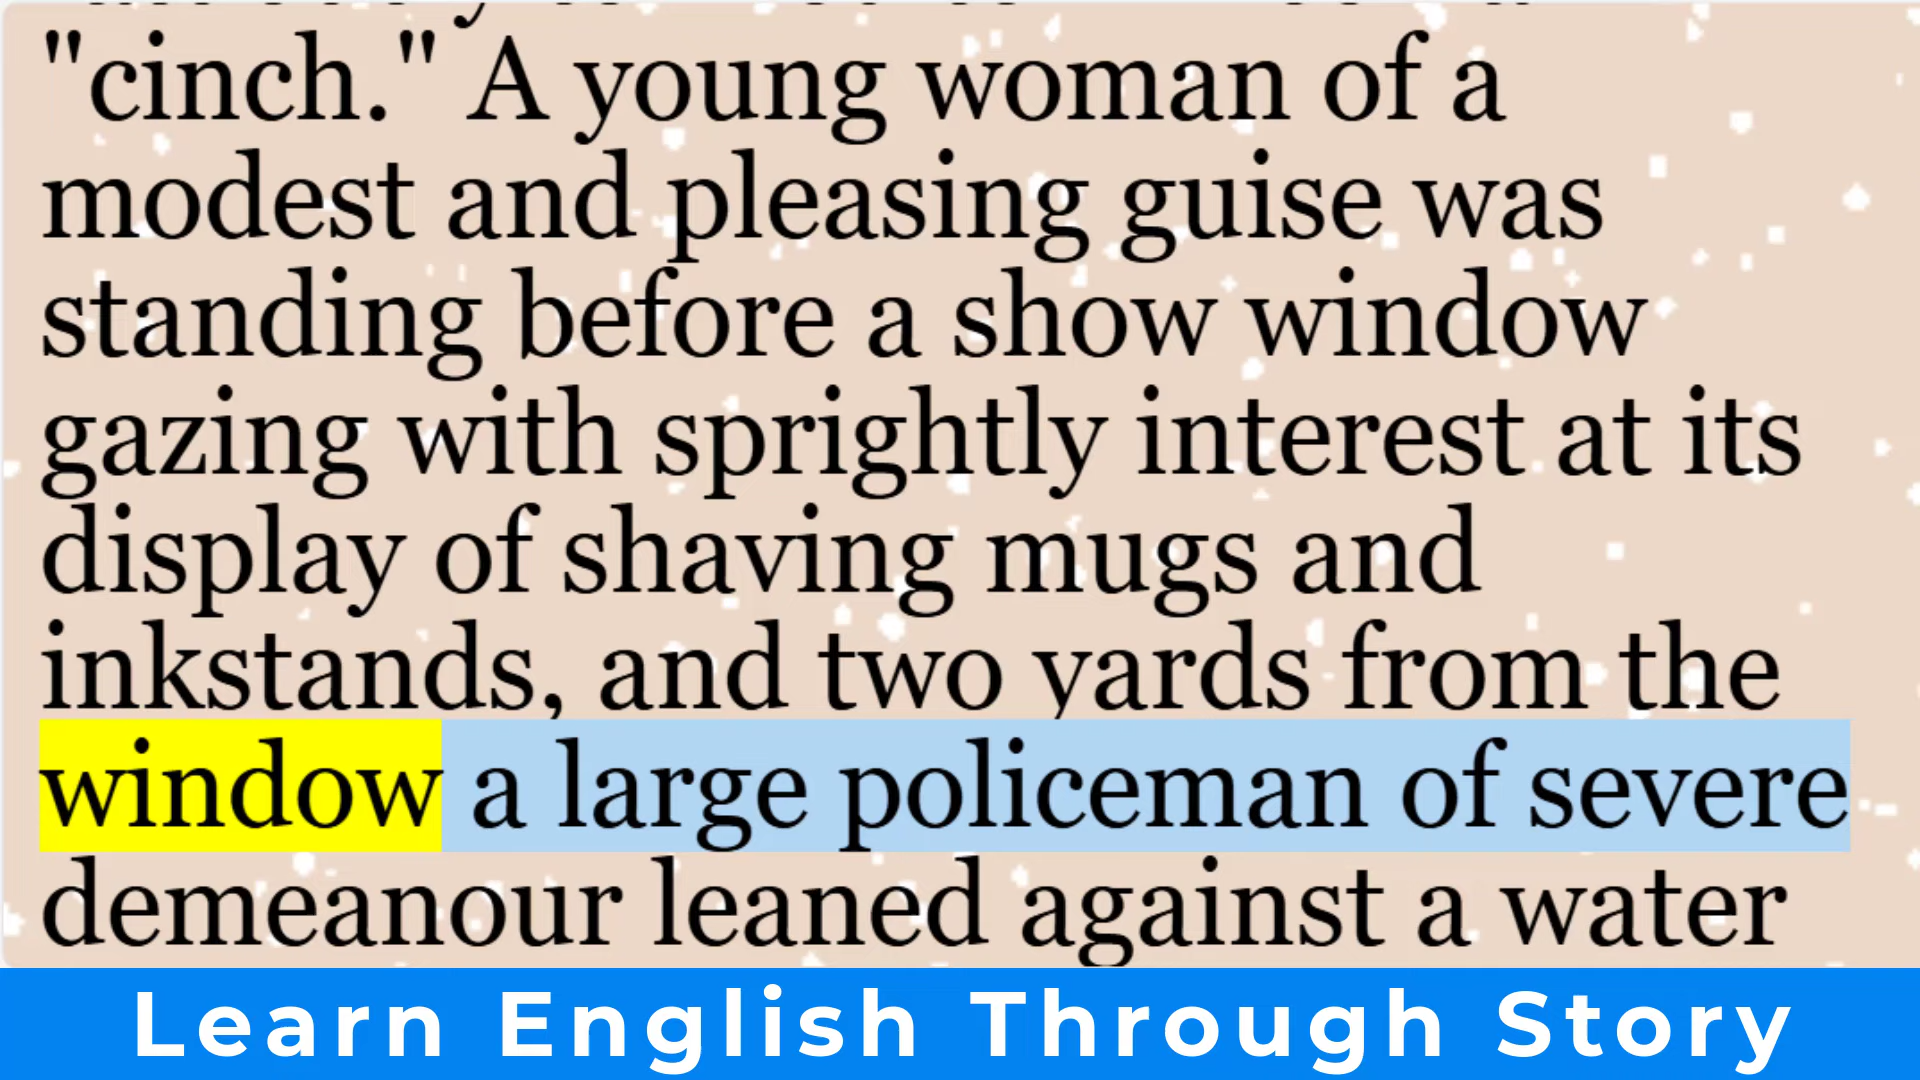 "cinch." A young woman of a
modest and pleasing guise was
standing before a show window
gazing with sprightly interest at its
display of shaving mugs and
inkstands, and two yards from the
window a large policeman of severe
demeanour leaned against a water
Learn English Through Story